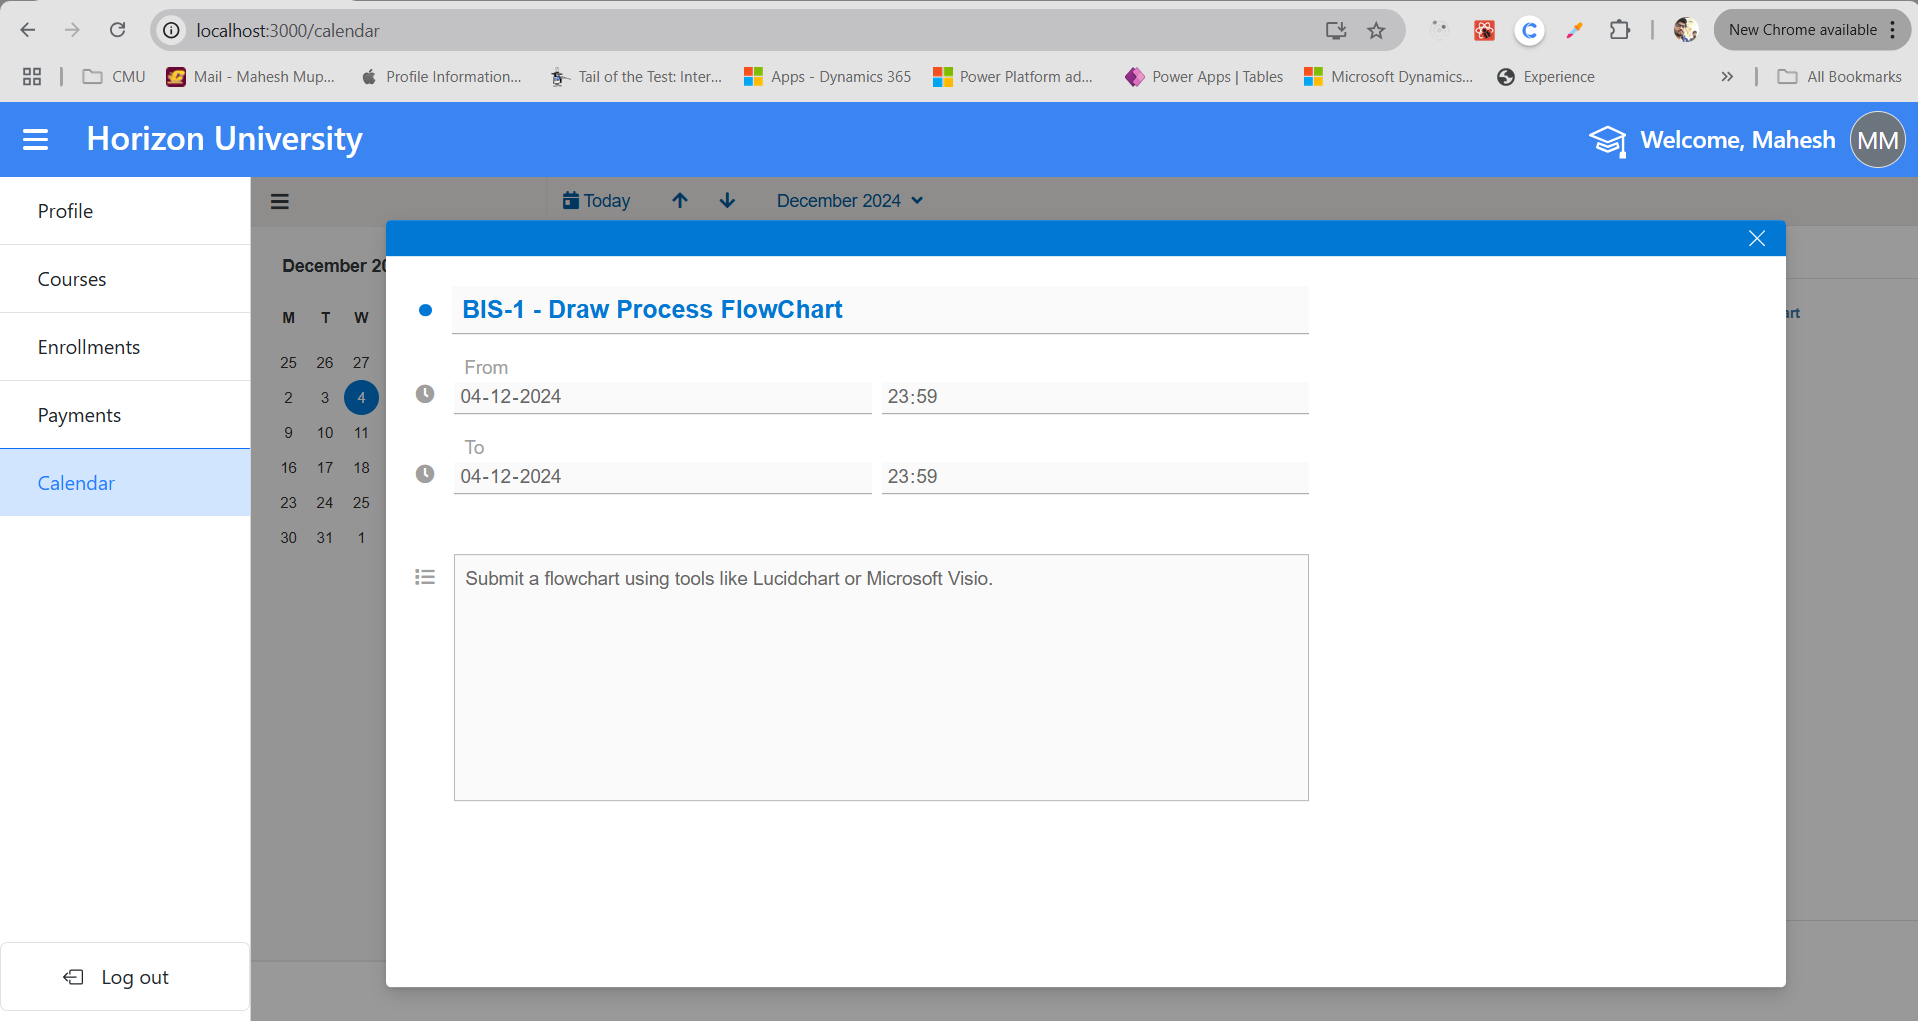 localhost:3000/calendar
New Chrome available
CMU
Mail - Mahesh Mup...
Profile Information...
Tail of the Test: Inter...
Apps - Dynamics 365
Power Platform ad...
Power Apps | Tables
Microsoft Dynamics...
Experience
All Bookmarks
Horizon University
Welcome, Mahesh
MM
Profile
Courses
Enrollments
Payments
Calendar
Log out
Today
December 2024
December 20
M T W
25 26 27
2 3 4
9 10 11
16 17 18
23 24 25
30 31 1
art
BIS-1 - Draw Process FlowChart
From
04-12-2024 23:59
To
04-12-2024 23:59
Submit a flowchart using tools like Lucidchart or Microsoft Visio.